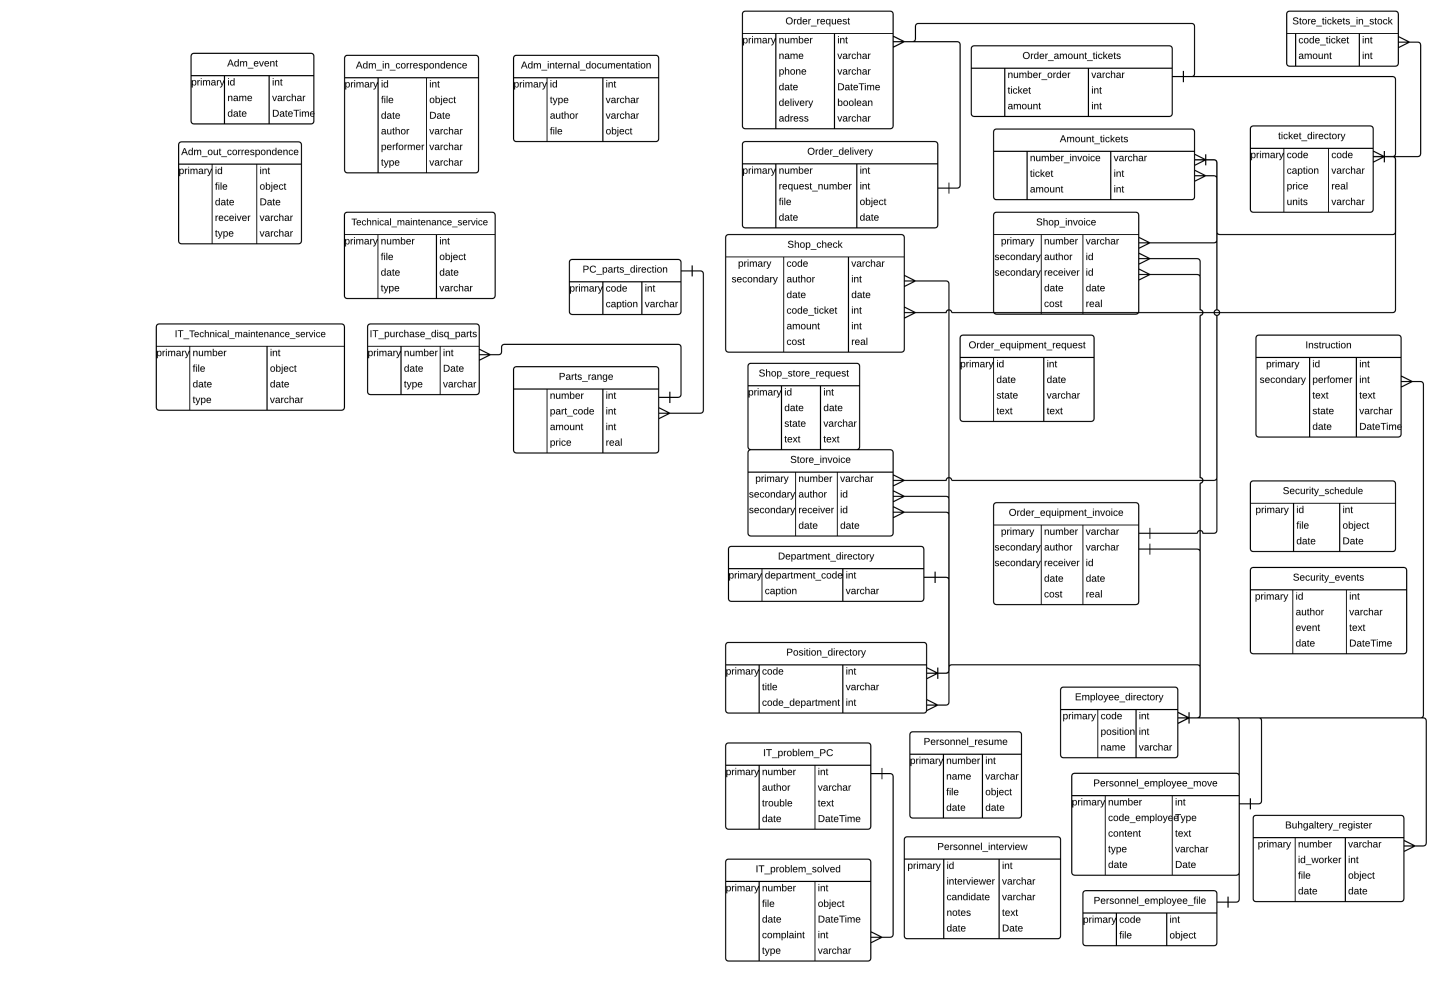 Adm_event
primary id int
name varchar
date DateTime
Adm_in_correspondence
primary id int
file object
date Date
author varchar
performer varchar
type varchar
Adm_internal_documentation
primary id int
type varchar
author varchar
file object
Adm_out_correspondence
primary id int
file object
date Date
receiver varchar
type varchar
Technical_maintenance_service
primary number int
file object
date date
type varchar
PC_parts_direction
primary code int
caption varchar
IT_Technical_maintenance_service
primary number int
file object
date date
type varchar
IT_purchase_disq_parts
primary number int
date Date
type varchar
Parts_range
number int
part_code int
amount int
price real
Order_request
primary number int
name varchar
phone varchar
date DateTime
delivery boolean
adress varchar
Order_amount_tickets
number_order varchar
ticket int
amount int
Store_tickets_in_stock
code_ticket int
amount int
Order_delivery
primary number int
request_number int
file object
date date
Amount_tickets
number_invoice varchar
ticket int
amount int
ticket_directory
primary code code
caption varchar
price real
units varchar
Shop_check
primary code varchar
secondary author int
date date
code_ticket int
amount int
cost real
Shop_invoice
primary number varchar
secondary author id
secondary receiver id
date date
cost real
Shop_store_request
primary id int
date date
state varchar
text text
Order_equipment_request
primary id int
date date
state varchar
text text
Instruction
primary id int
secondary perfomer int
text text
state varchar
date DateTime
Store_invoice
primary number varchar
secondary author id
secondary receiver id
date date
Order_equipment_invoice
primary number varchar
secondary author varchar
secondary receiver id
date date
cost real
Security_schedule
primary id int
file object
date Date
Department_directory
primary department_code int
caption varchar
Security_events
primary id int
author varchar
event text
date DateTime
Position_directory
primary code int
title varchar
code_department int
Employee_directory
primary code int
position int
name varchar
IT_problem_PC
primary number int
author varchar
trouble text
date DateTime
Personnel_resume
primary number int
name varchar
file object
date date
Personnel_employee_move
primary number int
code_employee Type
content text
type varchar
date Date
Buhgaltery_register
primary number varchar
id_worker int
file object
date date
IT_problem_solved
primary number int
file object
date DateTime
complaint int
type varchar
Personnel_interview
primary id int
interviewer varchar
candidate varchar
notes text
date Date
Personnel_employee_file
primary code int
file object